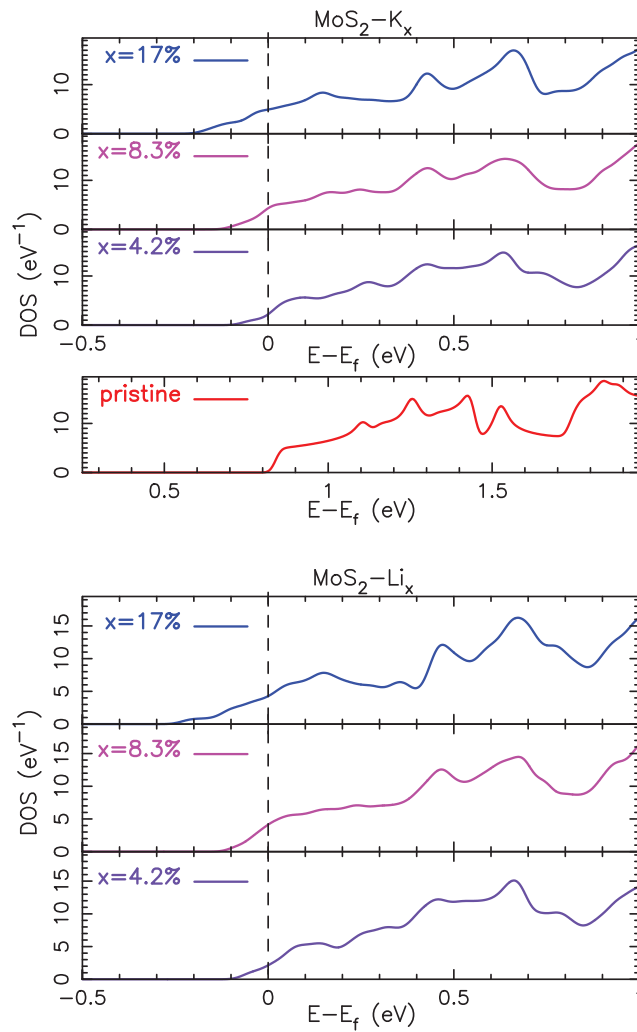 MoS₂−Kₓ
x=17%
10
0
x=8.3%
10
0
x=4.2%
10
0
DOS (eV⁻¹)
−0.5 0 0.5
E−E_f (eV)
pristine
10
0
0.5 1 1.5
E−E_f (eV)
MoS₂−Liₓ
x=17%
15
10
5
0
x=8.3%
15
10
5
0
x=4.2%
15
10
5
0
DOS (eV⁻¹)
−0.5 0 0.5
E−E_f (eV)